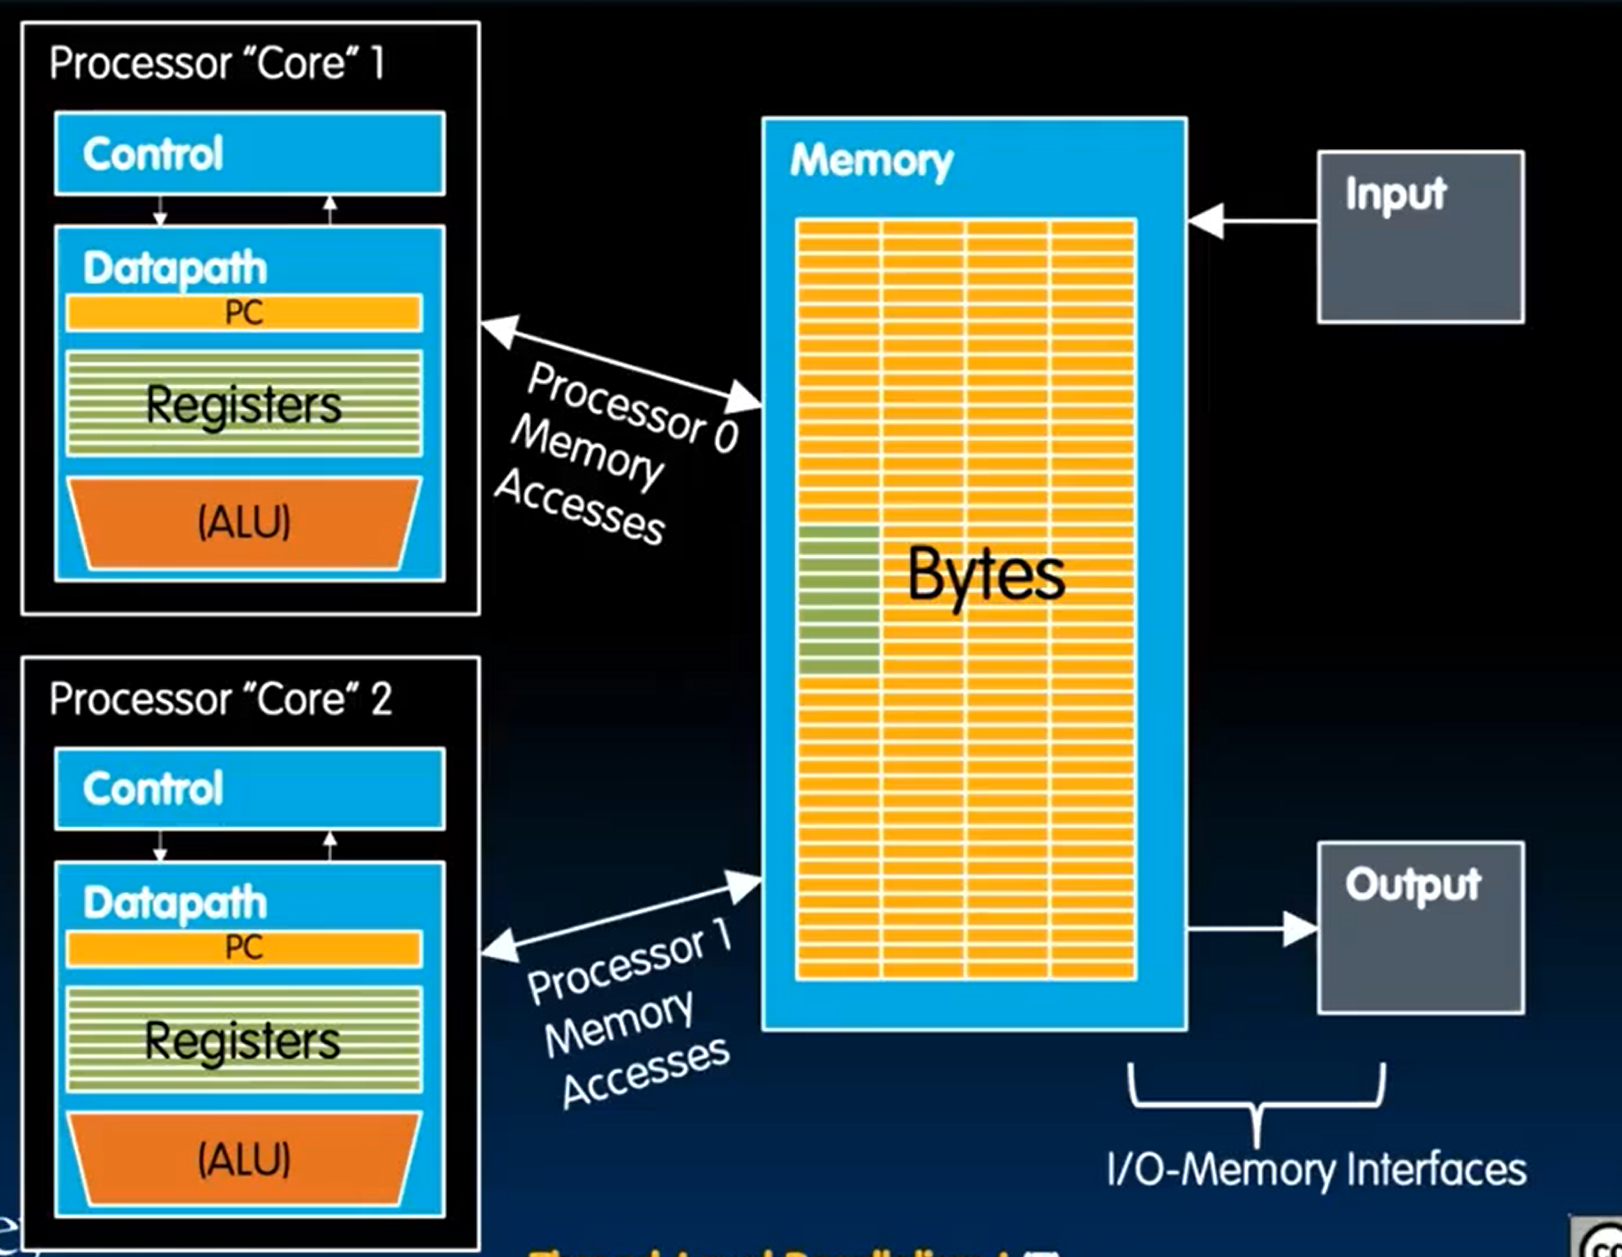 Processor “Core” 1
Control
Datapath
PC
Registers
(ALU)
Processor 0
Memory
Accesses
Memory
Bytes
Input
Processor “Core” 2
Control
Datapath
PC
Registers
(ALU)
Processor 1
Memory
Accesses
Output
I/O-Memory Interfaces